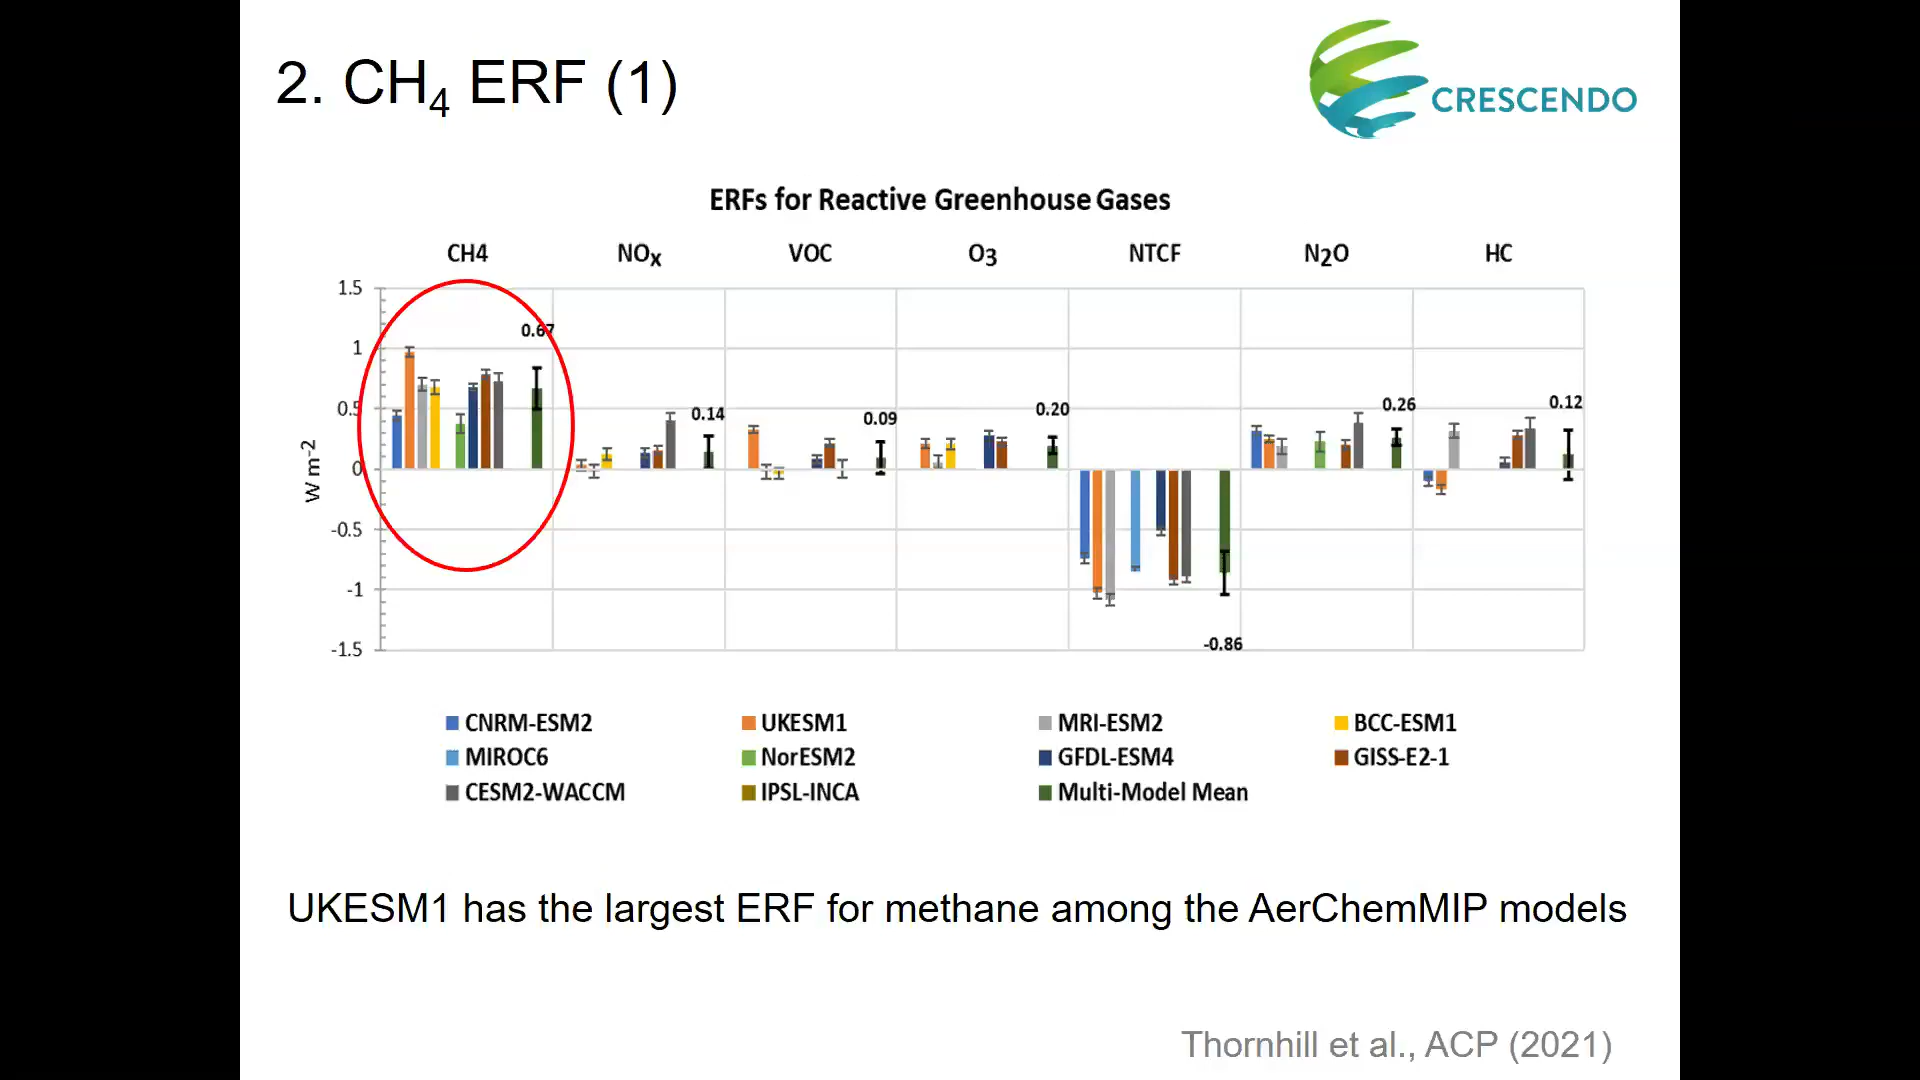 2. CH4 ERF (1)
CRESCENDO
ERFs for Reactive Greenhouse Gases
CH4 NOx VOC O3 NTCF N2O HC
1.5
1
0.5
0
-0.5
-1
-1.5
W m-2
0.67
0.14
0.09
0.20
-0.86
0.26
0.12
CNRM-ESM2 UKESM1 MRI-ESM2 BCC-ESM1
MIROC6 NorESM2 GFDL-ESM4 GISS-E2-1
CESM2-WACCM IPSL-INCA Multi-Model Mean
UKESM1 has the largest ERF for methane among the AerChemMIP models
Thornhill et al., ACP (2021)